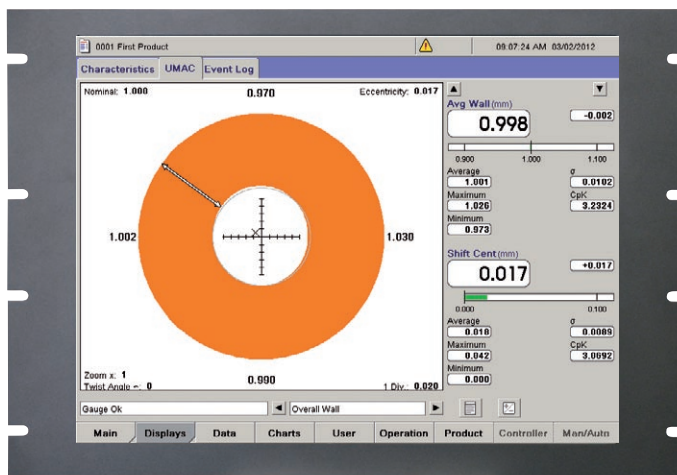 0001 First Product
09:07:24 AM 03/02/2012
Characteristics UMAC Event Log
Nominal: 1.000
0.970
Eccentricity: 0.017
1.002
1.030
Zoom x: 1
Twist Angle =: 0
0.990
1 Div.: 0.020
Avg Wall (mm)
0.998
-0.002
0.900 1.000 1.100
Average σ
1.001 0.0102
Maximum CpK
1.026 3.2324
Minimum
0.973
Shift Cent (mm)
0.017
+0.017
0.000 0.100
Average σ
0.018 0.0089
Maximum CpK
0.042 3.0692
Minimum
0.000
Gauge Ok
Overall Wall
Main Displays Data Charts User Operation Product Controller Man/Auto